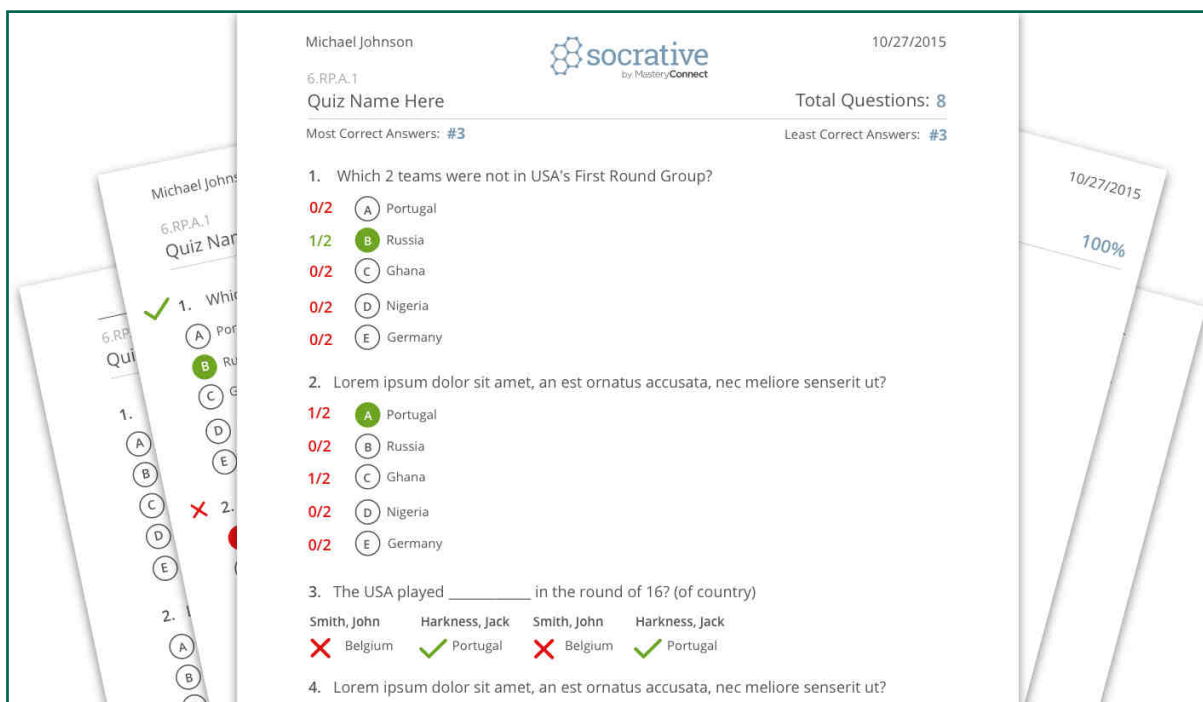 Michael Johnson
socrative
by MasteryConnect
10/27/2015
6.RP.A.1
Quiz Name Here
Total Questions: 8
Most Correct Answers: #3
Least Correct Answers: #3
1. Which 2 teams were not in USA's First Round Group?
0/2 A Portugal
1/2 B Russia
0/2 C Ghana
0/2 D Nigeria
0/2 E Germany
2. Lorem ipsum dolor sit amet, an est ornatus accusata, nec meliore senserit ut?
1/2 A Portugal
0/2 B Russia
1/2 C Ghana
0/2 D Nigeria
0/2 E Germany
3. The USA played __________ in the round of 16? (of country)
Smith, John Harkness, Jack Smith, John Harkness, Jack
Belgium Portugal Belgium Portugal
4. Lorem ipsum dolor sit amet, an est ornatus accusata, nec meliore senserit ut?
Michael
6.RP.A.1
Quiz
1.
A
B
C
D
E
2.
10/27/2015
100%
1.
A
B
C
D
E
2.
A
B